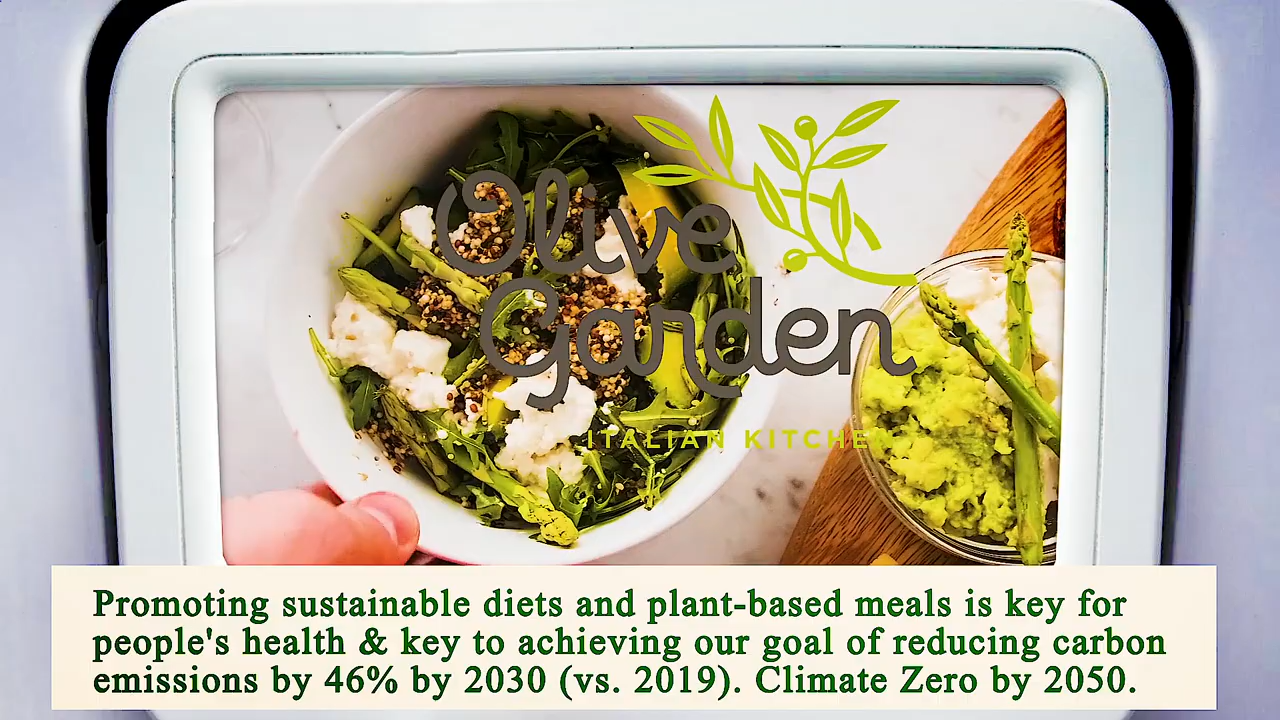 Olive
Garden
ITALIAN KITCHEN
Promoting sustainable diets and plant-based meals is key for
people's health & key to achieving our goal of reducing carbon
emissions by 46% by 2030 (vs. 2019). Climate Zero by 2050.